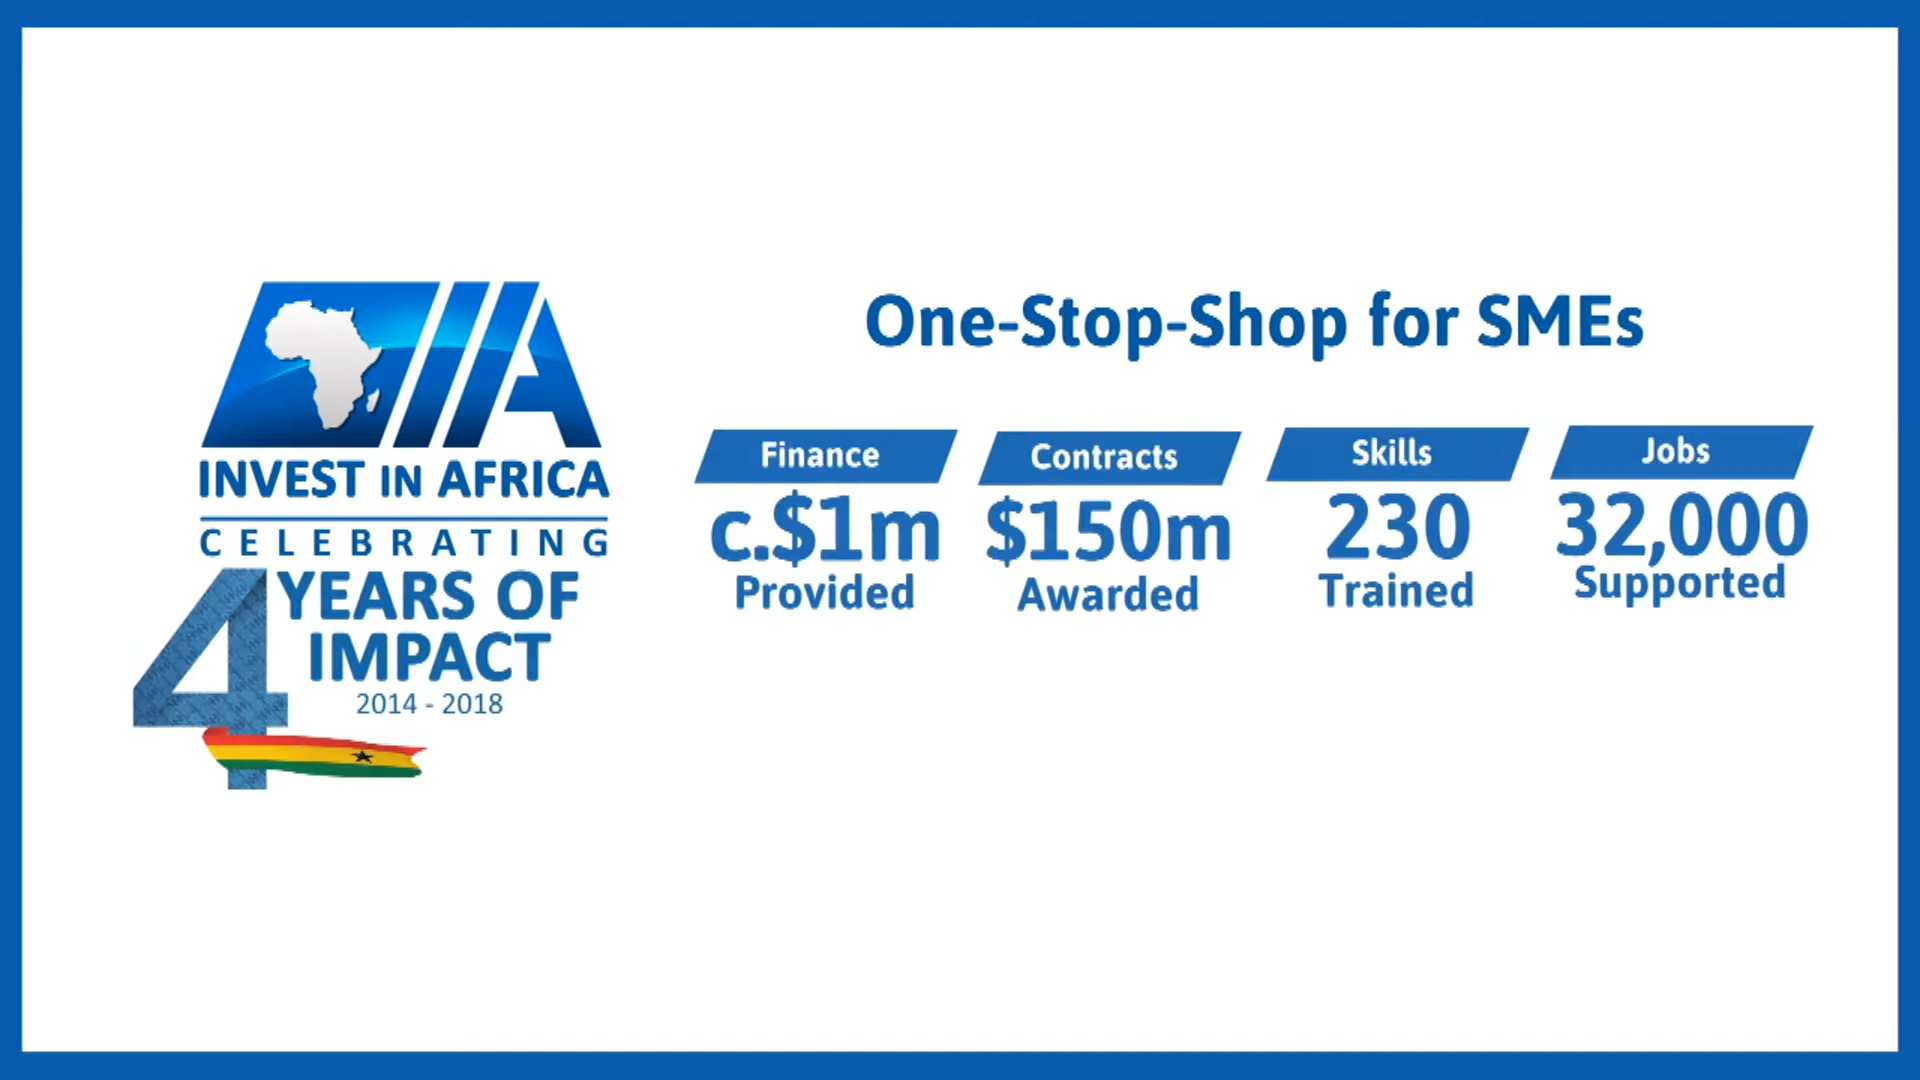 IIA
INVEST IN AFRICA
CELEBRATING
4 YEARS OF
IMPACT
2014 - 2018
One-Stop-Shop for SMEs
Finance
c.$1m
Provided
Contracts
$150m
Awarded
Skills
230
Trained
Jobs
32,000
Supported